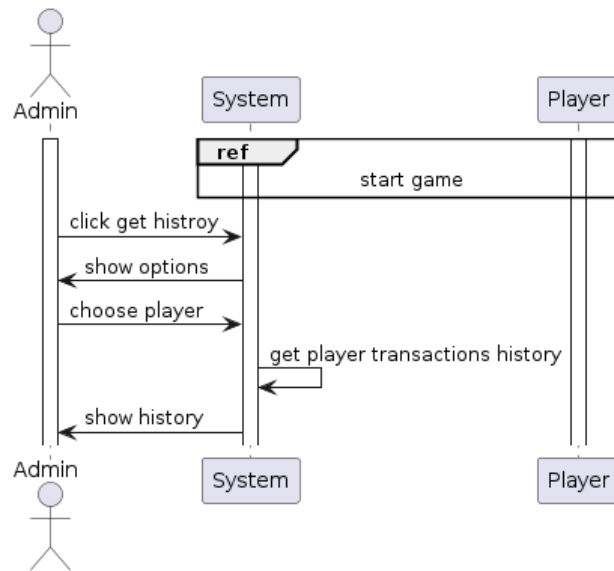 Admin
System
Player
ref
start game
click get histroy
show options
choose player
get player transactions history
show history
Admin
System
Player